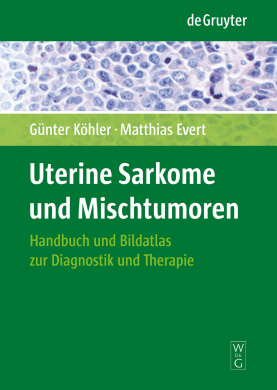 de Gruyter
Günter Köhler · Matthias Evert
Uterine Sarkome
und Mischtumoren
Handbuch und Bildatlas
zur Diagnostik und Therapie
W
DE
G